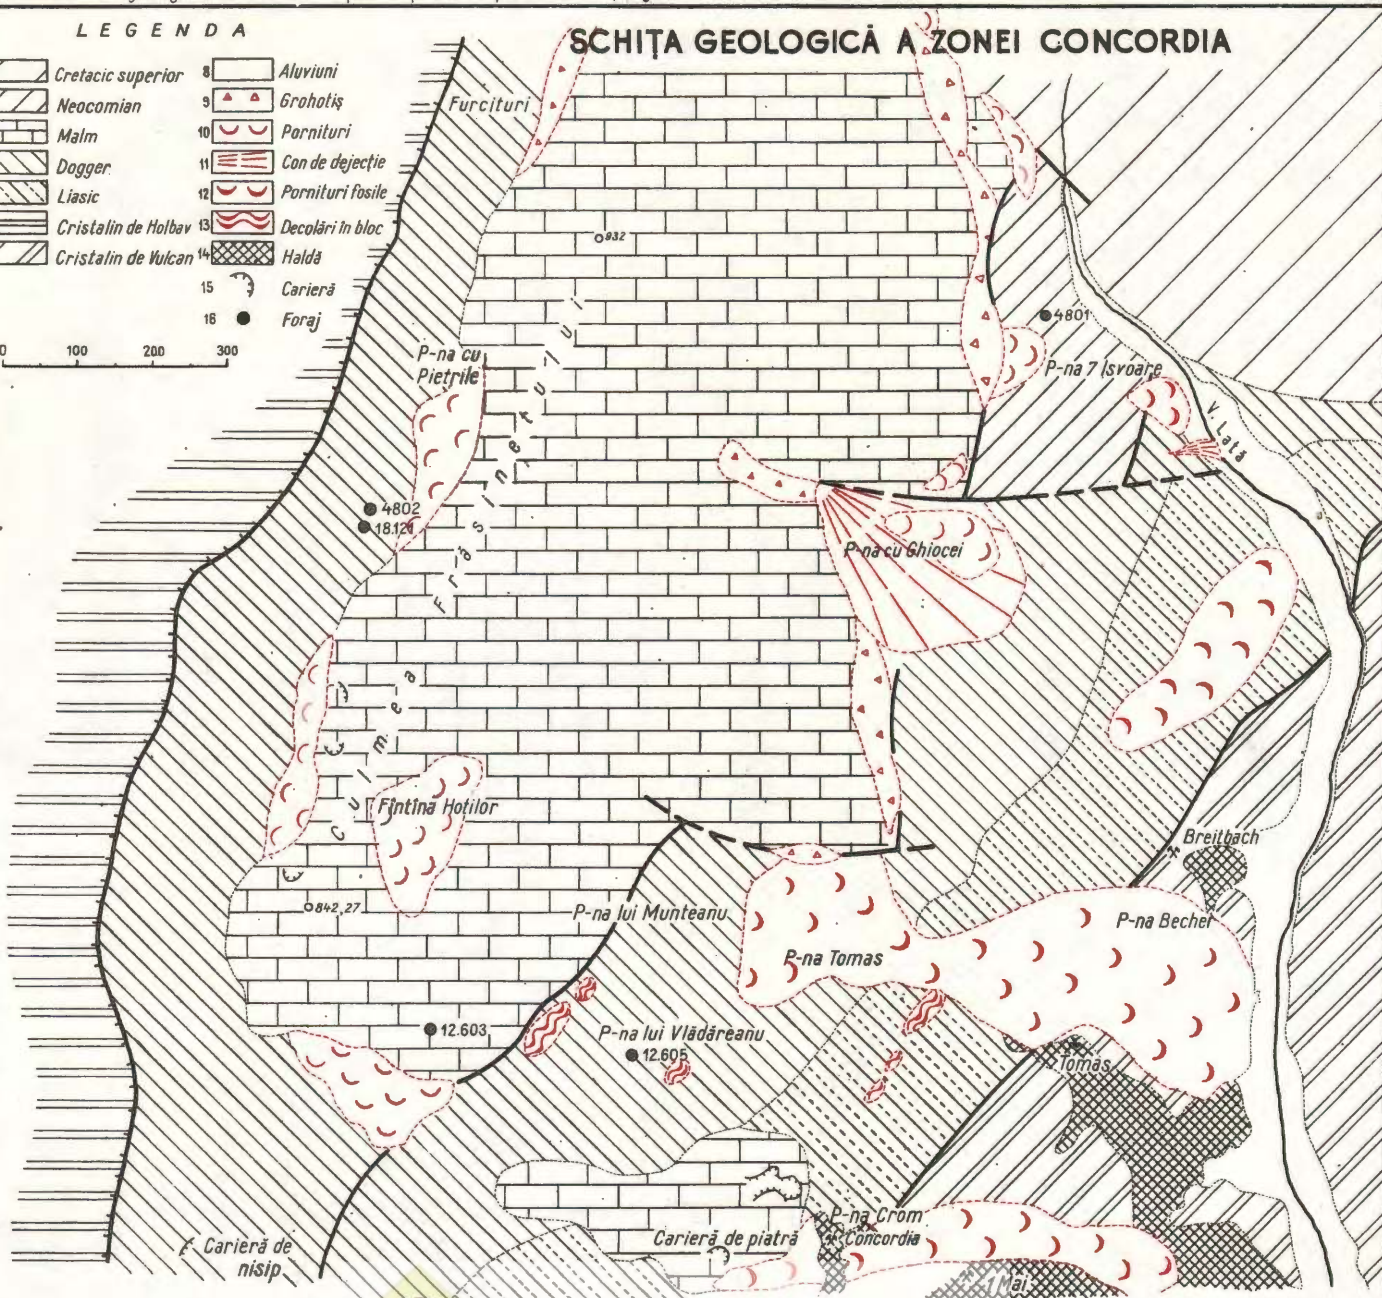 LEGENDA
SCHIȚA GEOLOGICĂ A ZONEI CONCORDIA
Cretacic superior
Neocomian
Malm
Dogger
Liasic
Cristalin de Holbav
Cristalin de Vulcan
8 Aluviuni
9 Grohotiș
10 Pornituri
11 Con de dejecție
12 Pornituri fosile
13 Decolări în bloc
14 Haldă
15 Carieră
16 Foraj
0 100 200 300
Furcituri
932
4801
P-na cu
Pietrile
P-na 7 Isvoare
V. Lată
4802
18.121
P-na cu Ghiocei
Culmea Frăsinetului
Fîntîna Hoților
842,27
Breitbach
P-na lui Munteanu
P-na Becher
P-na Tomas
12.603
P-na lui Vlădăreanu
12.605
Tomas
P-na Crom
Carieră de piatră
Concordia
Carieră de
nisip
1 Mai